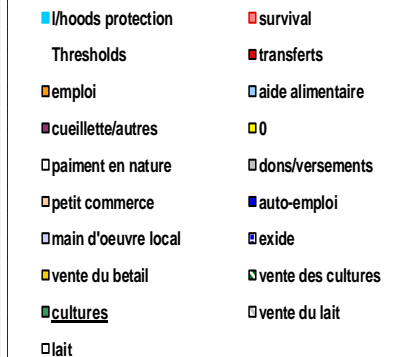 l/hoods protection survival
Thresholds transferts
emploi aide alimentaire
cueillette/autres 0
paiment en nature dons/versements
petit commerce auto-emploi
main d'oeuvre local exide
vente du betail vente des cultures
cultures vente du lait
lait